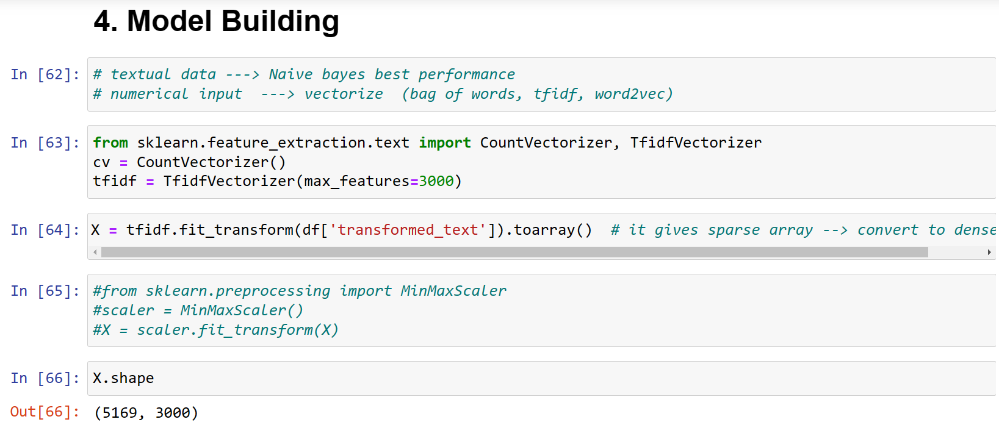 4. Model Building
In [62]: # textual data ---> Naive bayes best performance
# numerical input  ---> vectorize  (bag of words, tfidf, word2vec)
In [63]: from sklearn.feature_extraction.text import CountVectorizer, TfidfVectorizer
cv = CountVectorizer()
tfidf = TfidfVectorizer(max_features=3000)
In [64]: X = tfidf.fit_transform(df['transformed_text']).toarray()  # it gives sparse array --> convert to dense
In [65]: #from sklearn.preprocessing import MinMaxScaler
#scaler = MinMaxScaler()
#X = scaler.fit_transform(X)
In [66]: X.shape
Out[66]: (5169, 3000)